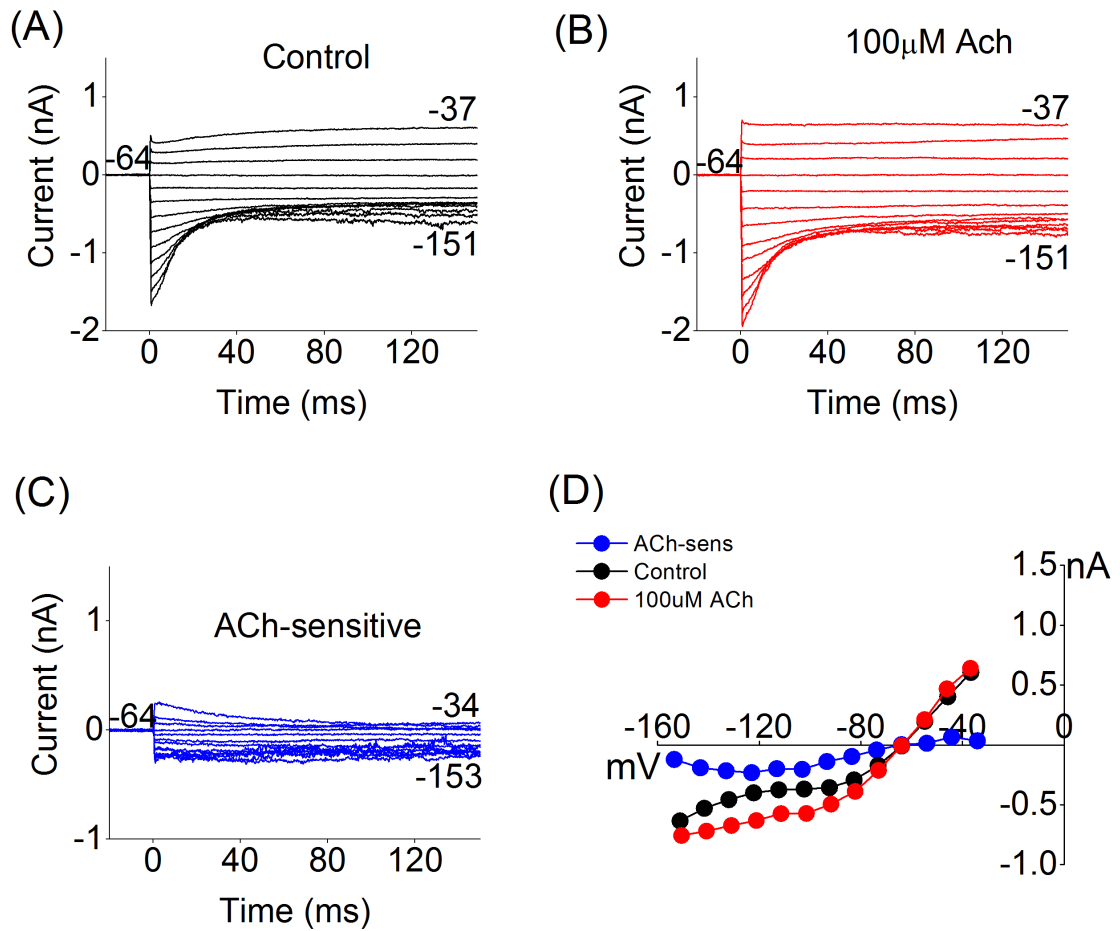 (A)
Control
Current (nA)
1
0
-1
-2
-64
-37
-151
0 40 80 120
Time (ms)
(B)
100μM Ach
Current (nA)
1
0
-1
-2
-64
-37
-151
0 40 80 120
Time (ms)
(C)
ACh-sensitive
Current (nA)
1
0
-1
-64
-34
-153
0 40 80 120
Time (ms)
(D)
ACh-sens
Control
100uM ACh
1.5 nA
1.0
0.5
-160 -120 -80 -40 0
mV
-0.5
-1.0